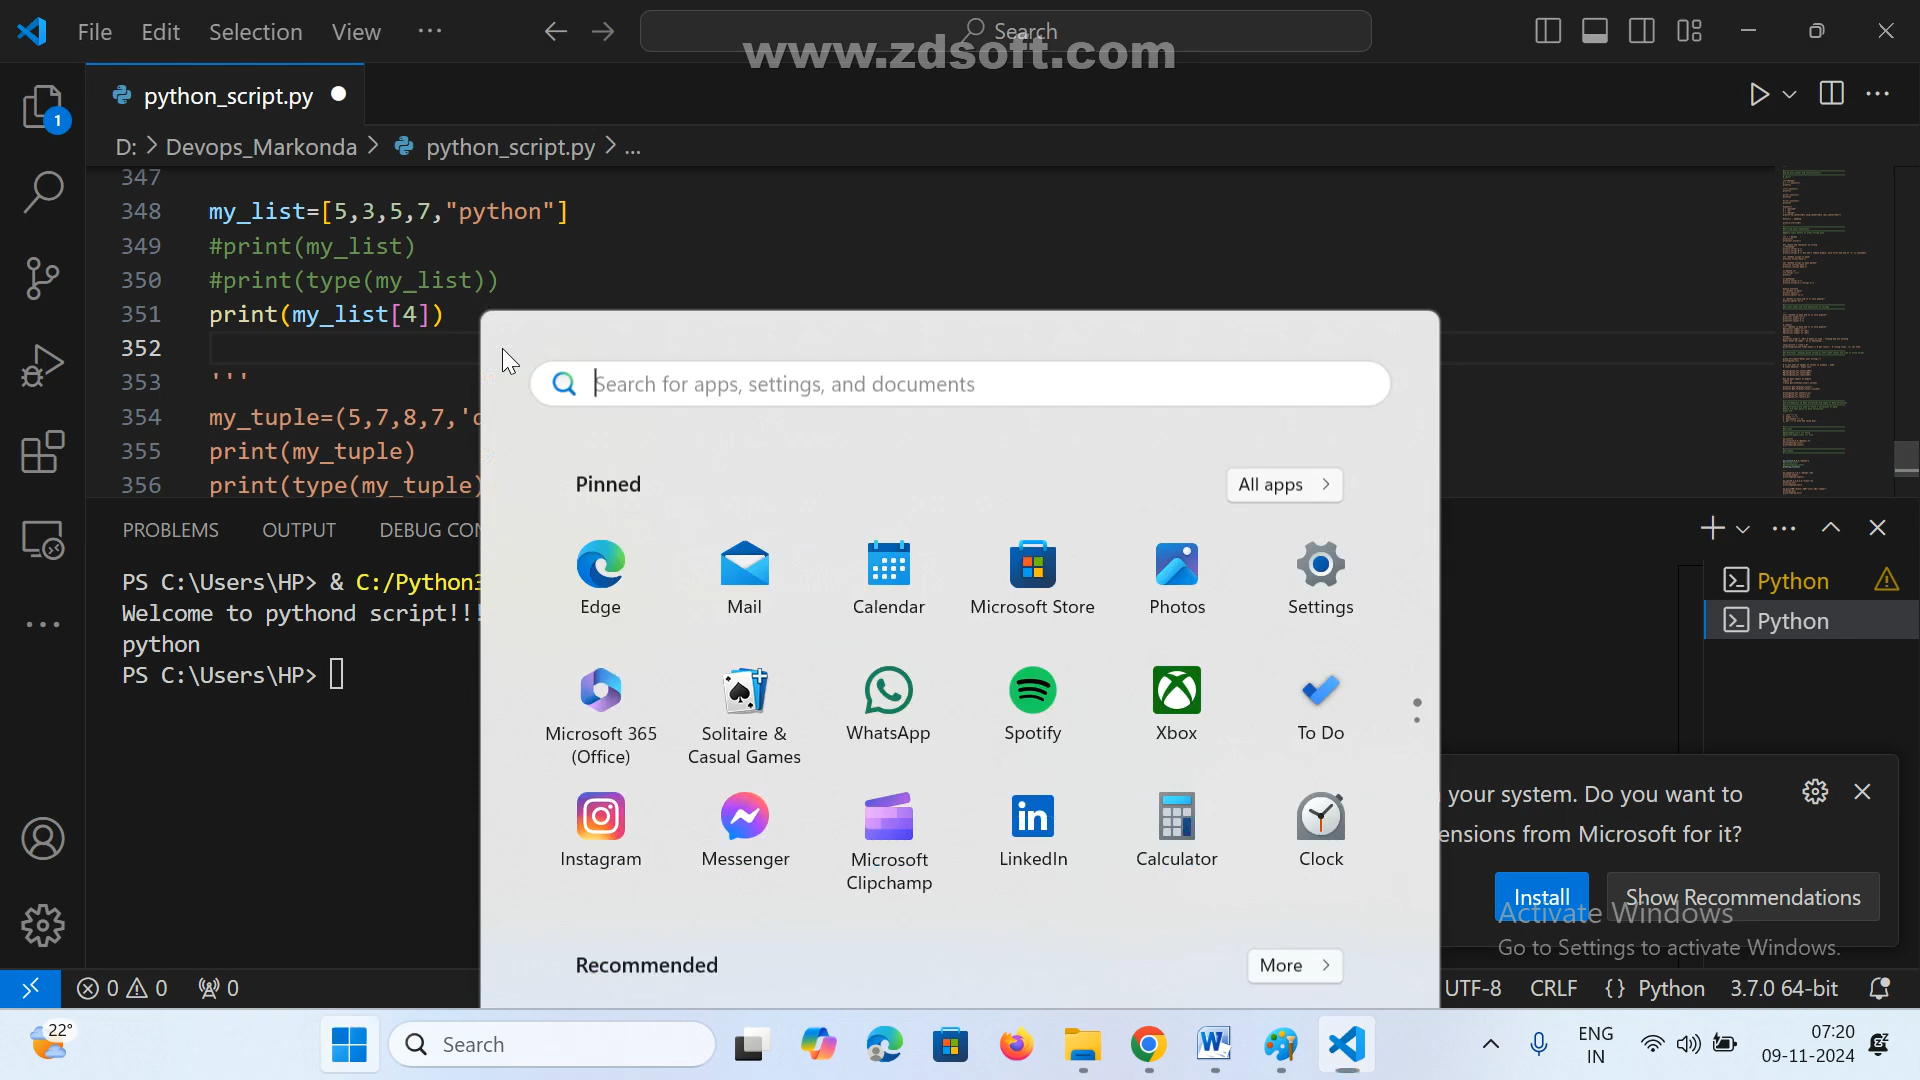 File Edit Selection View ...
Search
www.zdsoft.com
python_script.py
1
D: > Devops_Markonda > python_script.py > ...
347
348 my_list=[5,3,5,7,"python"]
349 #print(my_list)
350 #print(type(my_list))
351 print(my_list[4])
352
353 '''
354 my_tuple=(5,7,8,7,'
355 print(my_tuple)
356 print(type(my_tuple)
Search for apps, settings, and documents
Pinned
All apps >
PROBLEMS OUTPUT DEBUG CON
PS C:\Users\HP> & C:/Python3
Welcome to pythond script!!!
python
PS C:\Users\HP>
Python
Python
Edge Mail Calendar Microsoft Store Photos Settings
Microsoft 365 (Office)
Solitaire & Casual Games
WhatsApp Spotify Xbox To Do
Instagram Messenger
Microsoft Clipchamp
LinkedIn Calculator Clock
Recommended
More >
your system. Do you want to
ensions from Microsoft for it?
Install Show Recommendations
Activate Windows
Go to Settings to activate Windows.
0 0 0
UTF-8 CRLF {} Python 3.7.0 64-bit
22°
Search
ENG
IN
07:20
09-11-2024